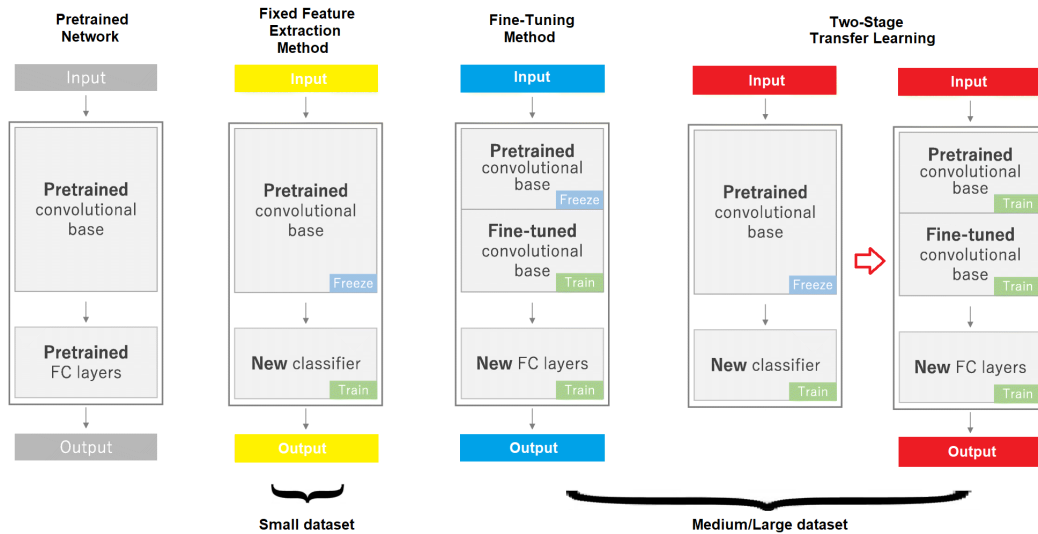 Pretrained
Network
Input
Pretrained
convolutional
base
Pretrained
FC layers
Output
Fixed Feature
Extraction
Method
Input
Pretrained
convolutional
base
Freeze
New classifier
Train
Output
Small dataset
Fine-Tuning
Method
Input
Pretrained
convolutional
base
Freeze
Fine-tuned
convolutional
base
Train
New FC layers
Train
Output
Two-Stage
Transfer Learning
Input
Pretrained
convolutional
base
Freeze
New classifier
Train
Input
Pretrained
convolutional
base
Train
Fine-tuned
convolutional
base
Train
New FC layers
Train
Output
Medium/Large dataset